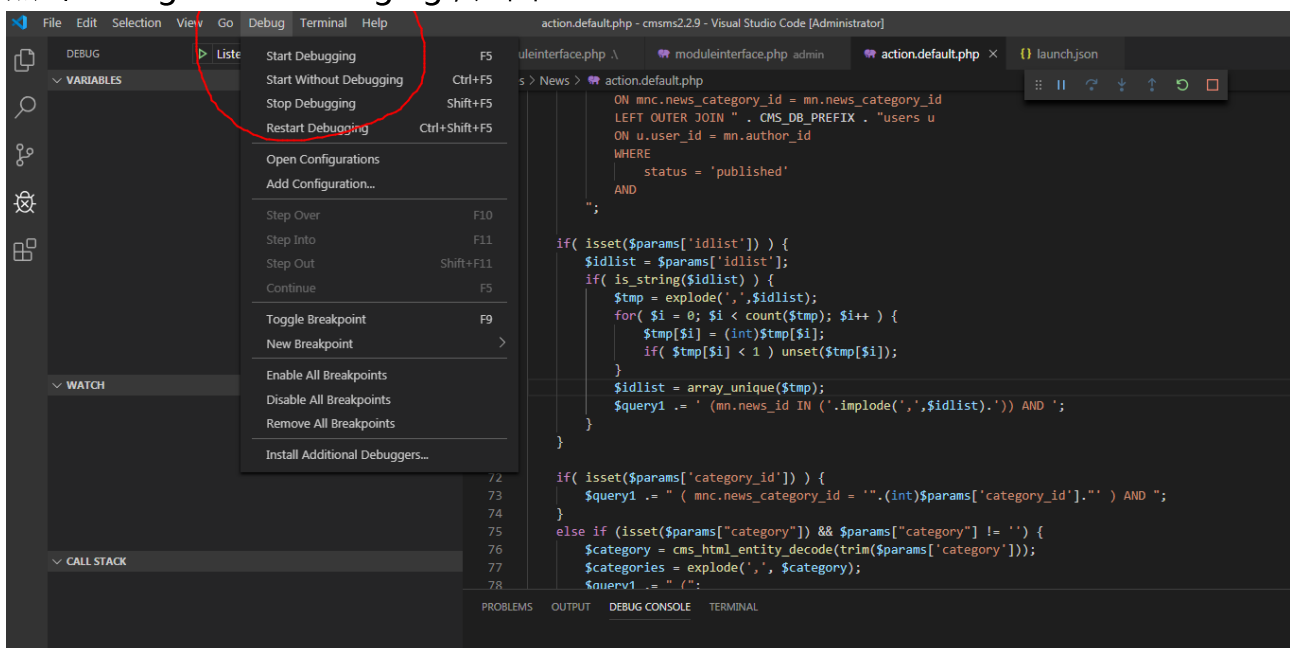 File Edit Selection View Go Debug Terminal Help action.default.php - cmsms2.2.9 - Visual Studio Code [Administrator]
DEBUG Liste
uleinterface.php .\ moduleinterface.php admin action.default.php × {} launch.json
VARIABLES
s > News > action.default.php
Start Debugging F5
Start Without Debugging Ctrl+F5
Stop Debugging Shift+F5
Restart Debugging Ctrl+Shift+F5
Open Configurations
Add Configuration...
Step Over F10
Step Into F11
Step Out Shift+F11
Continue F5
Toggle Breakpoint F9
New Breakpoint >
Enable All Breakpoints
Disable All Breakpoints
Remove All Breakpoints
Install Additional Debuggers...
WATCH
CALL STACK
ON mnc.news_category_id = mn.news_category_id
LEFT OUTER JOIN " . CMS_DB_PREFIX . "users u
ON u.user_id = mn.author_id
WHERE
status = 'published'
AND
";
if( isset($params['idlist']) ) {
$idlist = $params['idlist'];
if( is_string($idlist) ) {
$tmp = explode(',',$idlist);
for( $i = 0; $i < count($tmp); $i++ ) {
$tmp[$i] = (int)$tmp[$i];
if( $tmp[$i] < 1 ) unset($tmp[$i]);
}
$idlist = array_unique($tmp);
$query1 .= ' (mn.news_id IN ('.implode(',',$idlist).')) AND ';
}
}
72 if( isset($params['category_id']) ) {
73 $query1 .= " ( mnc.news_category_id = '".(int)$params['category_id']."' ) AND ";
74 }
75 else if (isset($params["category"]) && $params["category"] != '') {
76 $category = cms_html_entity_decode(trim($params['category']));
77 $categories = explode(',', $category);
78 $query1 .= " (";
PROBLEMS OUTPUT DEBUG CONSOLE TERMINAL